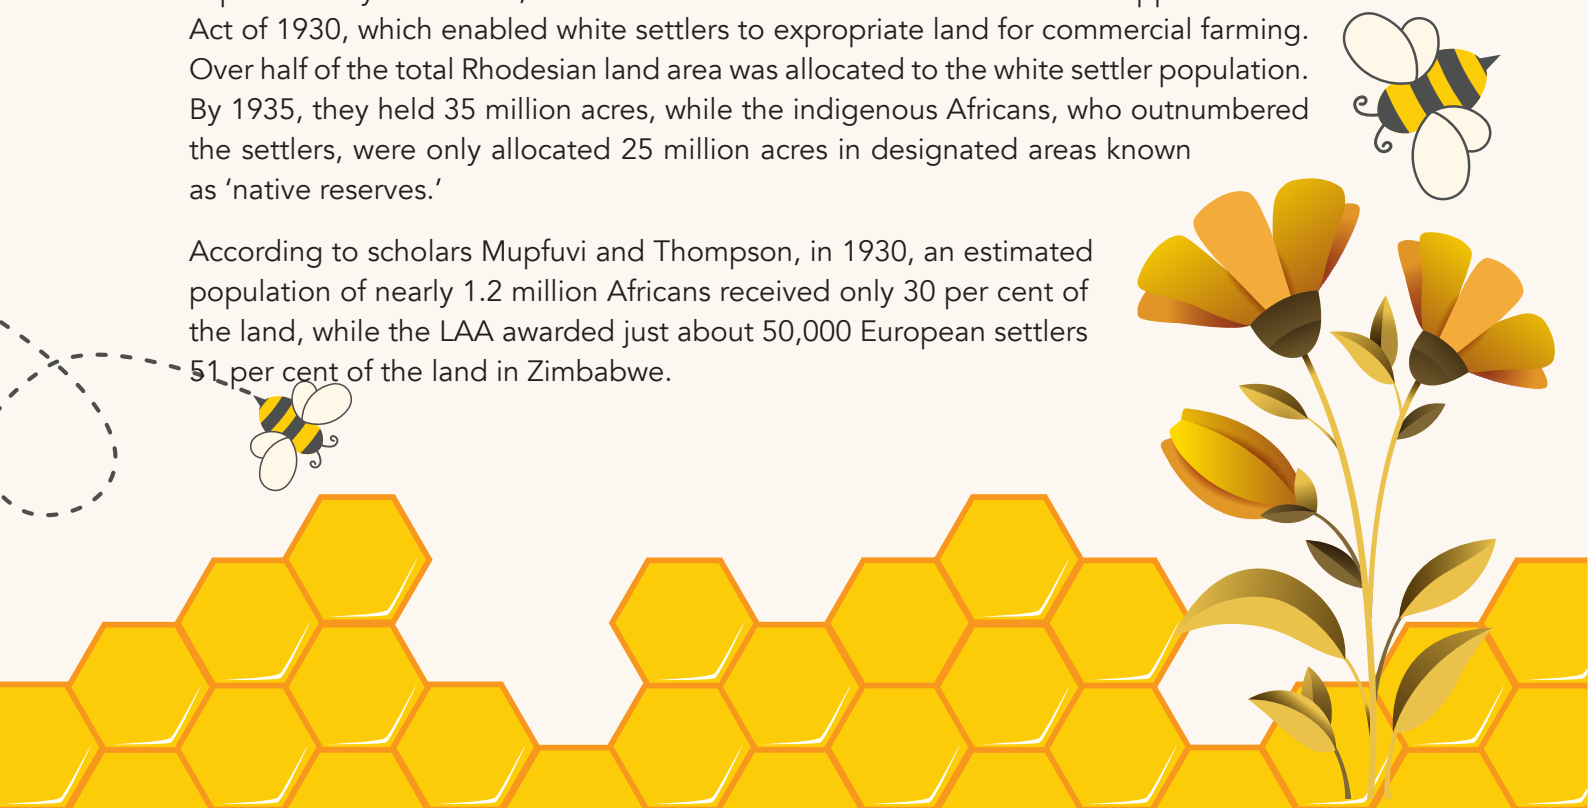 Act of 1930, which enabled white settlers to expropriate land for commercial farming.
Over half of the total Rhodesian land area was allocated to the white settler population.
By 1935, they held 35 million acres, while the indigenous Africans, who outnumbered
the settlers, were only allocated 25 million acres in designated areas known
as ‘native reserves.’
According to scholars Mupfuvi and Thompson, in 1930, an estimated
population of nearly 1.2 million Africans received only 30 per cent of
the land, while the LAA awarded just about 50,000 European settlers
51 per cent of the land in Zimbabwe.